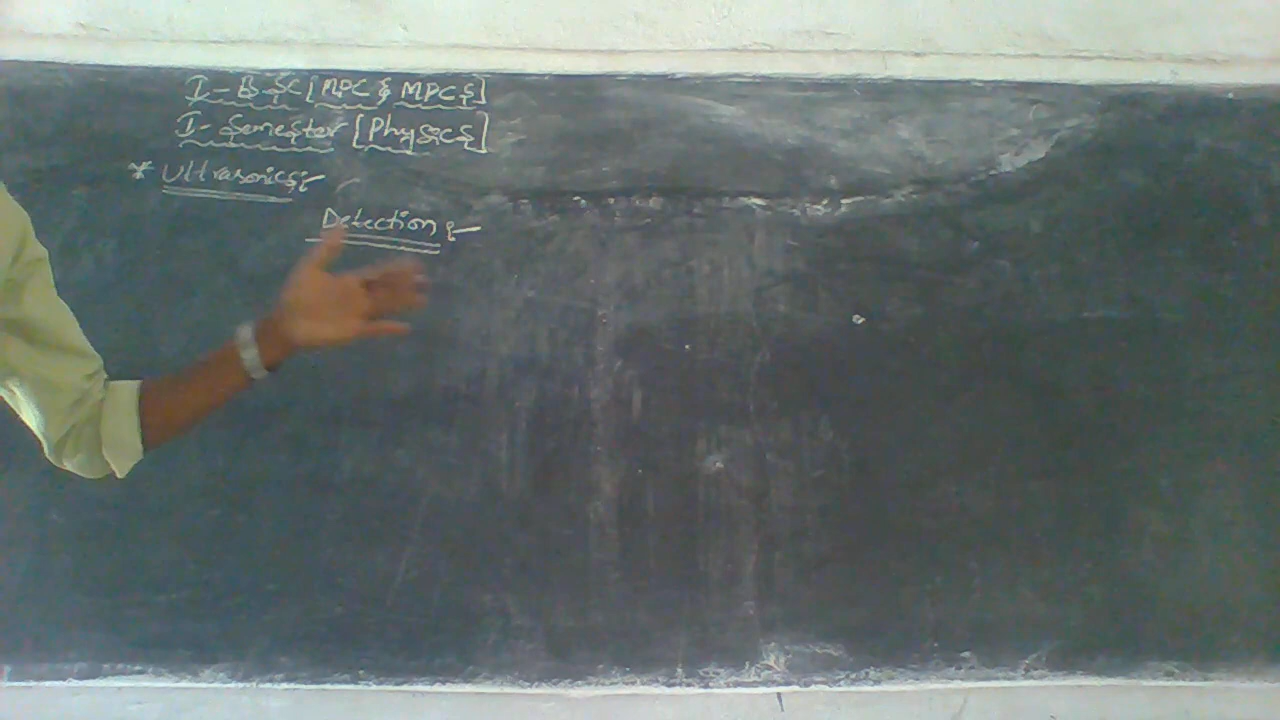 I - B.SC [MPC & MPCS]
I - Semester [Physics]
* Ultrasonics:-
Detection:-